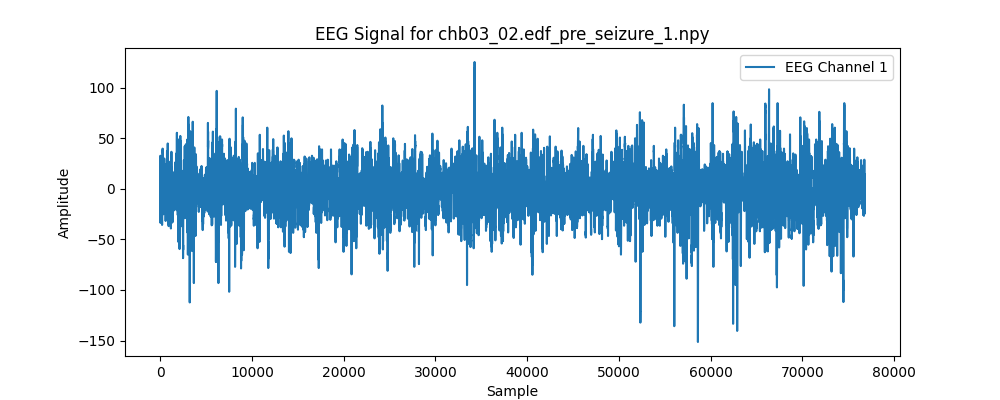 EEG Signal for chb03_02.edf_pre_seizure_1.npy
EEG Channel 1
100
50
0
−50
−100
−150
Amplitude
0 10000 20000 30000 40000 50000 60000 70000 80000
Sample